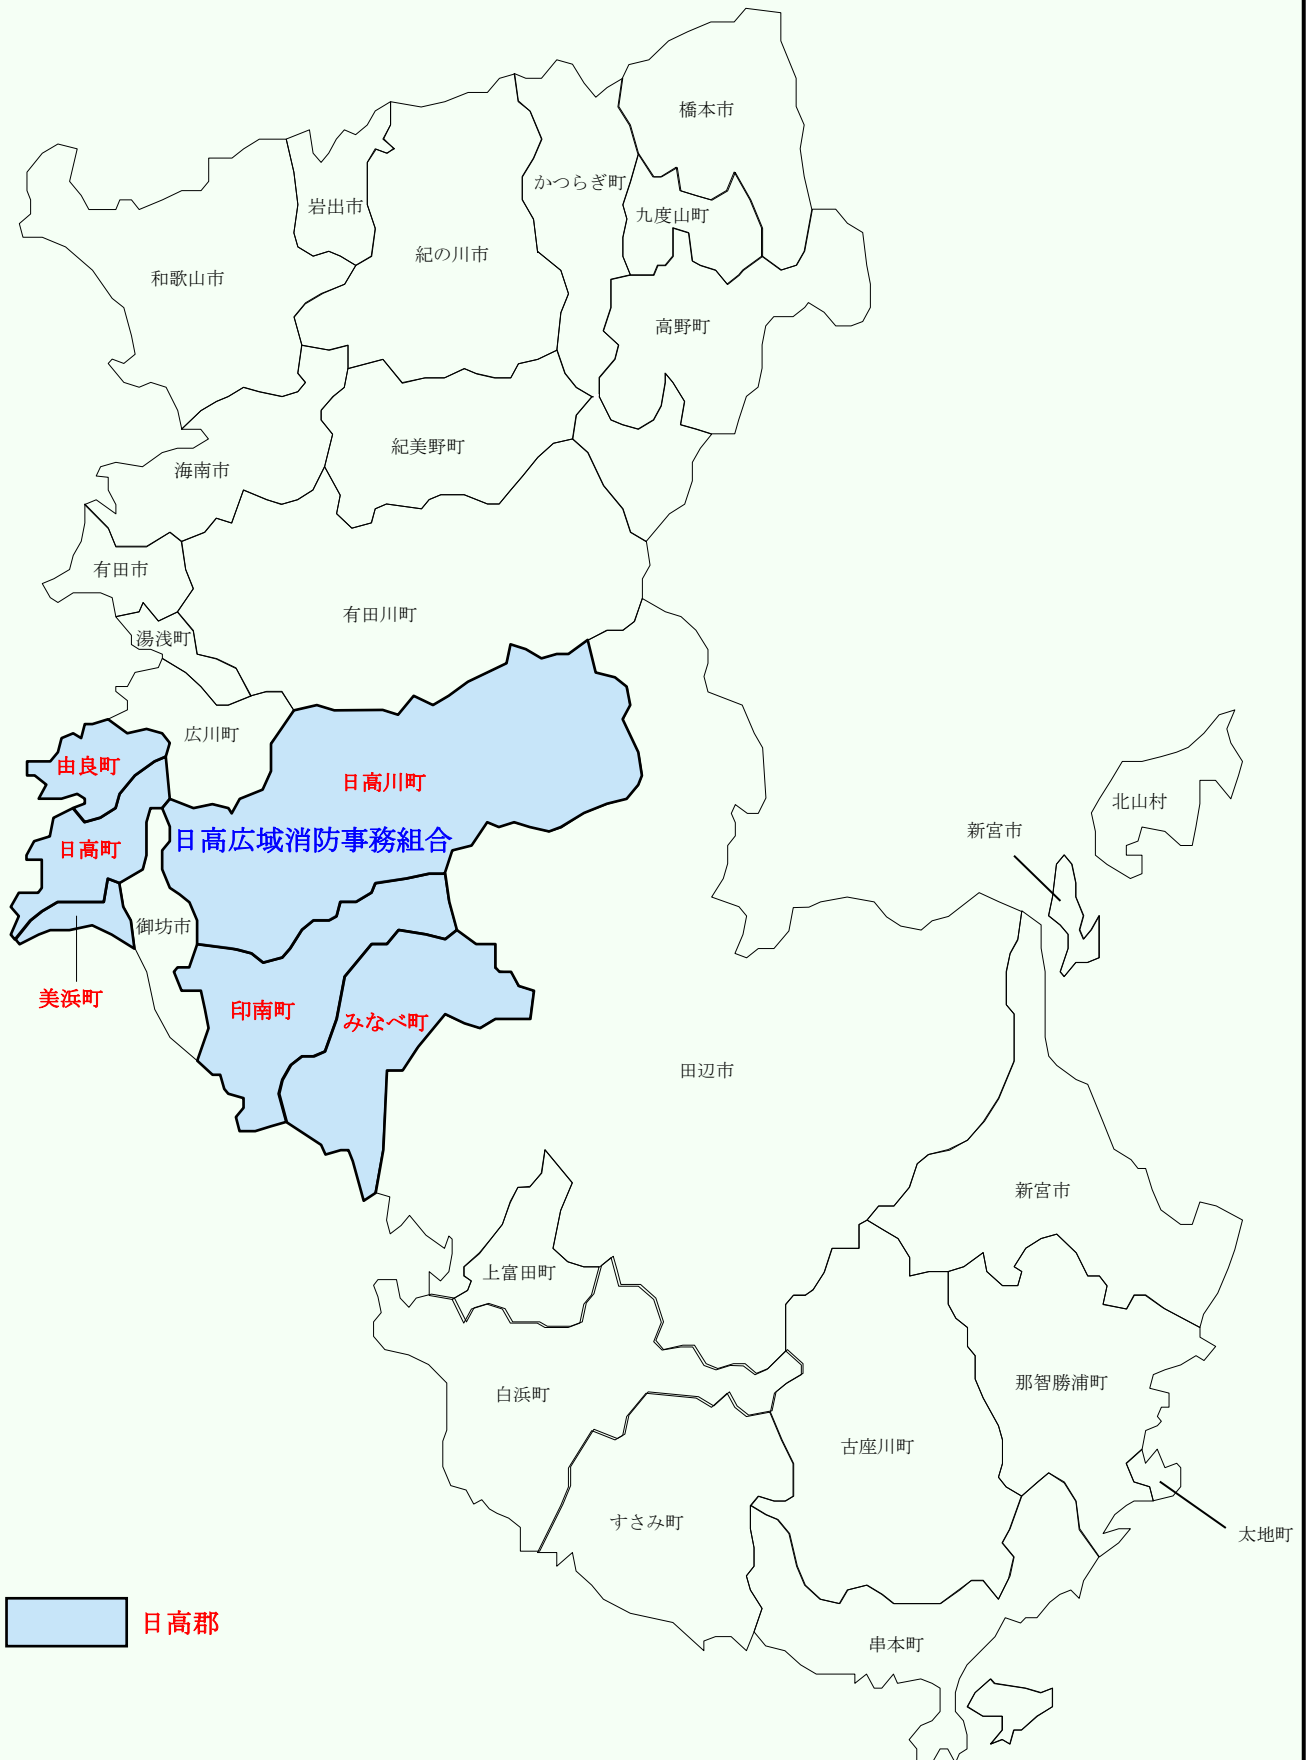 橋本市
かつらぎ町
岩出市
九度山町
紀の川市
和歌山市
高野町
紀美野町
海南市
有田市
有田川町
湯浅町
広川町
由良町
日高川町
北山村
新宮市
日高広域消防事務組合
日高町
御坊市
美浜町
印南町
みなべ町
田辺市
新宮市
上富田町
那智勝浦町
白浜町
古座川町
すさみ町
太地町
日高郡
串本町